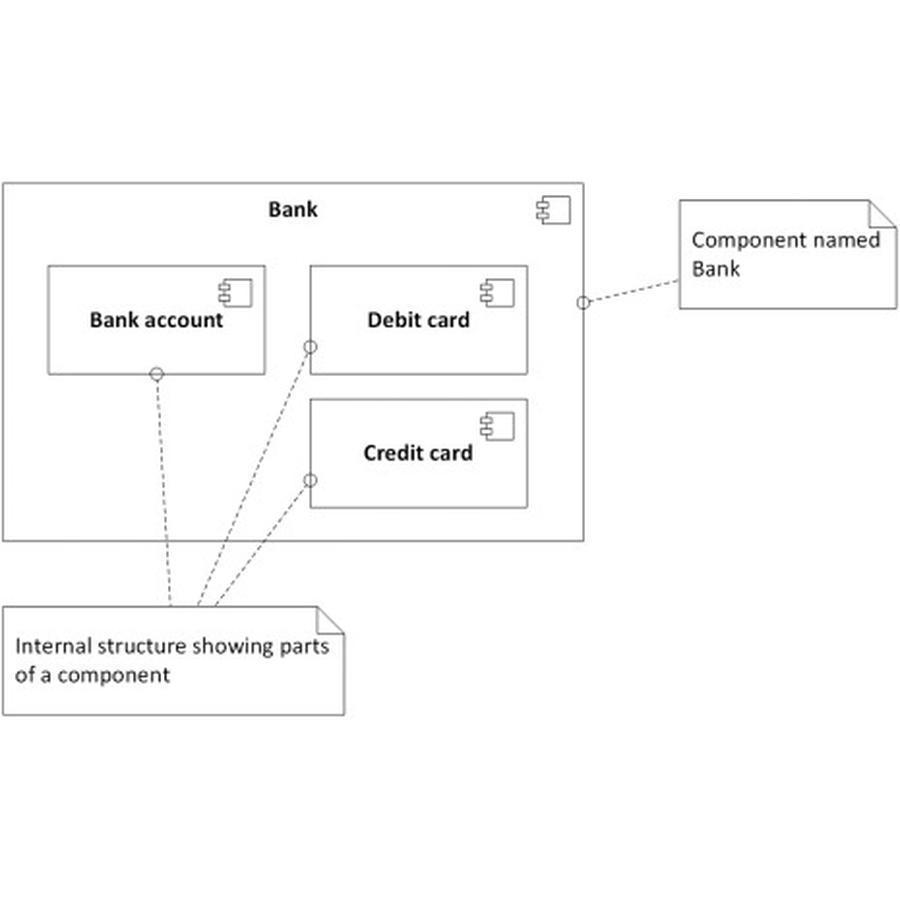 Bank
Component named
Bank
Bank account
Debit card
Credit card
Internal structure showing parts
of a component